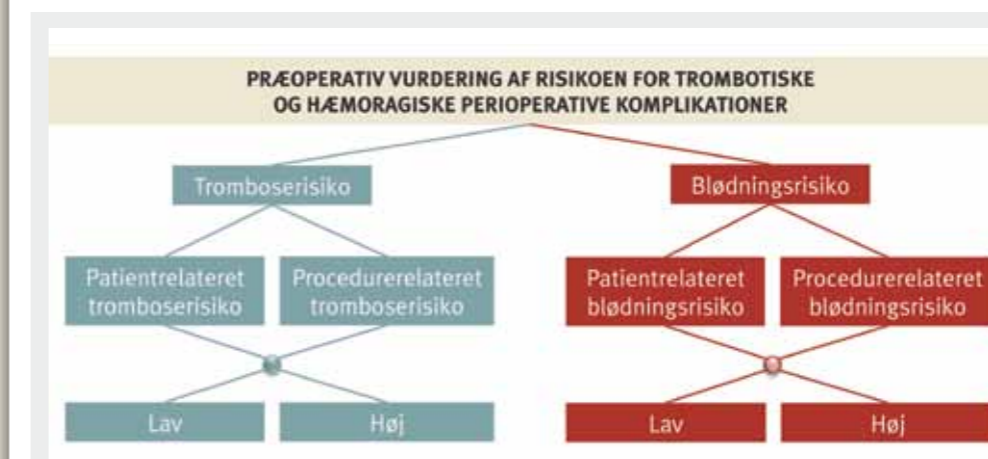 PRÆOPERATIV VURDERING AF RISIKOEN FOR TROMBOTISKE
OG HÆMORAGISKE PERIOPERATIVE KOMPLIKATIONER
Tromboserisiko
Blødningsrisiko
Patientrelateret
tromboserisiko
Procedurerelateret
tromboserisiko
Patientrelateret
blødningsrisiko
Procedurerelateret
blødningsrisiko
Lav
Høj
Lav
Høj